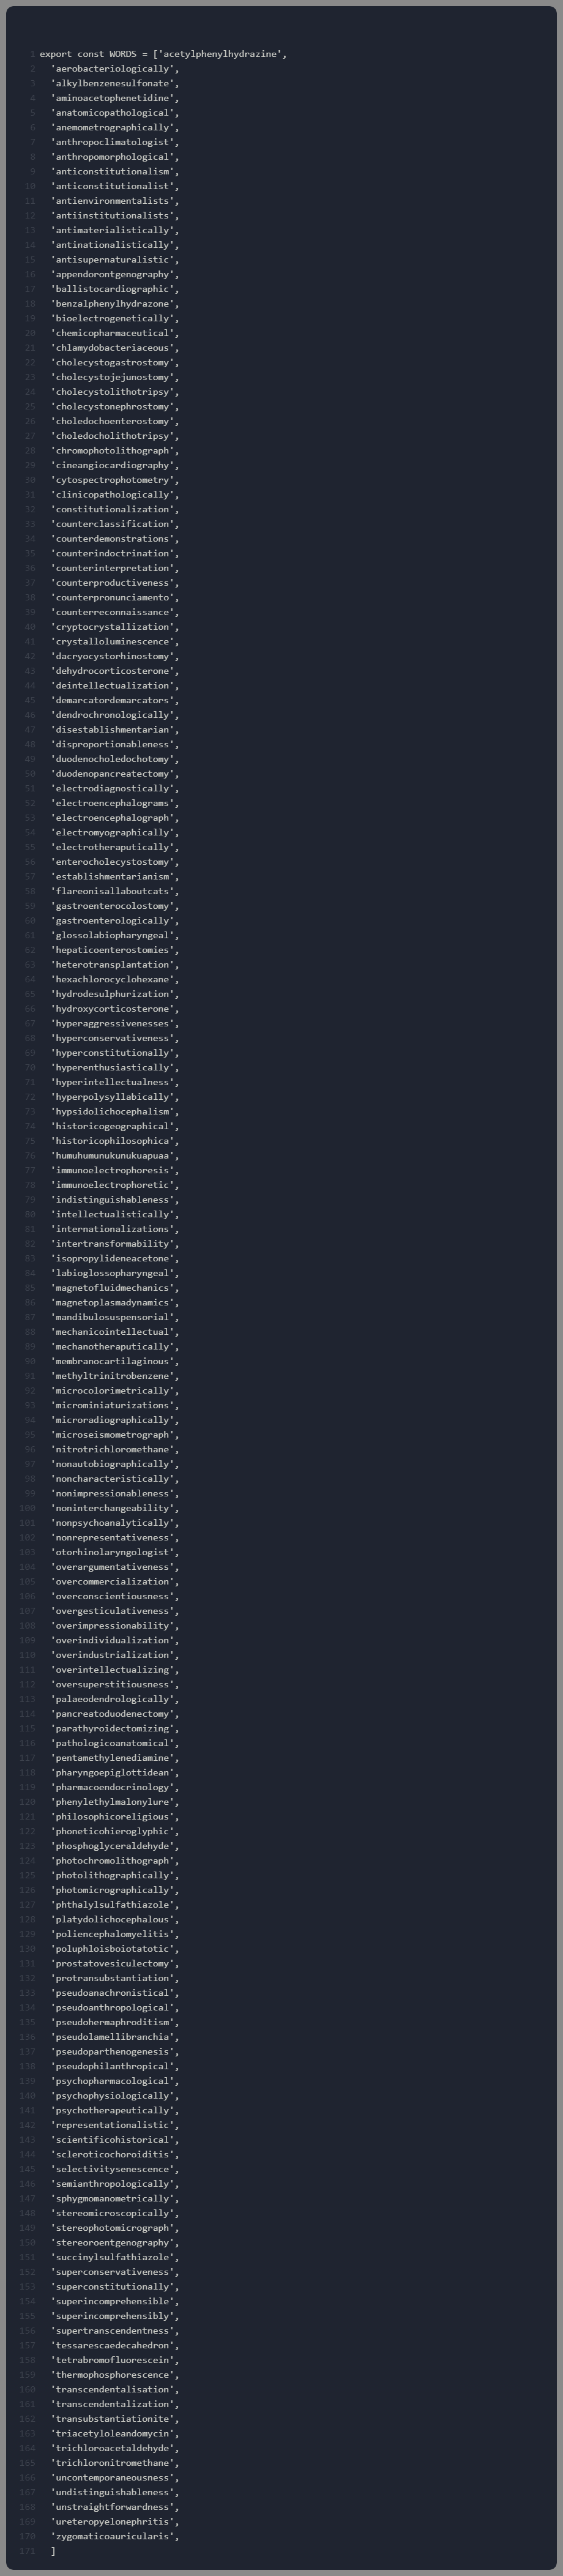 1 export const WORDS = ['acetylphenylhydrazine',
2 'aerobacteriologically',
3 'alkylbenzenesulfonate',
4 'aminoacetophenetidine',
5 'anatomicopathological',
6 'anemometrographically',
7 'anthropoclimatologist',
8 'anthropomorphological',
9 'anticonstitutionalism',
10 'anticonstitutionalist',
11 'antienvironmentalists',
12 'antiinstitutionalists',
13 'antimaterialistically',
14 'antinationalistically',
15 'antisupernaturalistic',
16 'appendorontgenography',
17 'ballistocardiographic',
18 'benzalphenylhydrazone',
19 'bioelectrogenetically',
20 'chemicopharmaceutical',
21 'chlamydobacteriaceous',
22 'cholecystogastrostomy',
23 'cholecystojejunostomy',
24 'cholecystolithotripsy',
25 'cholecystonephrostomy',
26 'choledochoenterostomy',
27 'choledocholithotripsy',
28 'chromophotolithograph',
29 'cineangiocardiography',
30 'cytospectrophotometry',
31 'clinicopathologically',
32 'constitutionalization',
33 'counterclassification',
34 'counterdemonstrations',
35 'counterindoctrination',
36 'counterinterpretation',
37 'counterproductiveness',
38 'counterpronunciamento',
39 'counterreconnaissance',
40 'cryptocrystallization',
41 'crystalloluminescence',
42 'dacryocystorhinostomy',
43 'dehydrocorticosterone',
44 'deintellectualization',
45 'demarcatordemarcators',
46 'dendrochronologically',
47 'disestablishmentarian',
48 'disproportionableness',
49 'duodenocholedochotomy',
50 'duodenopancreatectomy',
51 'electrodiagnostically',
52 'electroencephalograms',
53 'electroencephalograph',
54 'electromyographically',
55 'electrotherapeutically',
56 'enterocholecystostomy',
57 'establishmentarianism',
58 'flareonisallaboutcats',
59 'gastroenterocolostomy',
60 'gastroenterologically',
61 'glossolabiopharyngeal',
62 'hepaticoenterostomies',
63 'heterotransplantation',
64 'hexachlorocyclohexane',
65 'hydrodesulphurization',
66 'hydroxycorticosterone',
67 'hyperaggressivenesses',
68 'hyperconservativeness',
69 'hyperconstitutionally',
70 'hyperenthusiastically',
71 'hyperintellectualness',
72 'hyperpolysyllabically',
73 'hypsidolichocephalism',
74 'historicogeographical',
75 'historicophilosophica',
76 'humuhumunukunukuapuaa',
77 'immunoelectrophoresis',
78 'immunoelectrophoretic',
79 'indistinguishableness',
80 'intellectualistically',
81 'internationalizations',
82 'intertransformability',
83 'isopropylideneacetone',
84 'labioglossopharyngeal',
85 'magnetofluidmechanics',
86 'magnetoplasmadynamics',
87 'mandibulosuspensorial',
88 'mechanicointellectual',
89 'mechanotherapeutically',
90 'membranocartilaginous',
91 'methyltrinitrobenzene',
92 'microcolorimetrically',
93 'microminiaturizations',
94 'microradiographically',
95 'microseismometrograph',
96 'nitrotrichloromethane',
97 'nonautobiographically',
98 'noncharacteristically',
99 'nonimpressionableness',
100 'noninterchangeability',
101 'nonpsychoanalytically',
102 'nonrepresentativeness',
103 'otorhinolaryngologist',
104 'overargumentativeness',
105 'overcommercialization',
106 'overconscientiousness',
107 'overgesticulativeness',
108 'overimpressionability',
109 'overindividualization',
110 'overindustrialization',
111 'overintellectualizing',
112 'oversuperstitiousness',
113 'palaeodendrologically',
114 'pancreatoduodenectomy',
115 'parathyroidectomizing',
116 'pathologicoanatomical',
117 'pentamethylenediamine',
118 'pharyngoepiglottidean',
119 'pharmacoendocrinology',
120 'phenylethylmalonylure',
121 'philosophicoreligious',
122 'phoneticohieroglyphic',
123 'phosphoglyceraldehyde',
124 'photochromolithograph',
125 'photolithographically',
126 'photomicrographically',
127 'phthalylsulfathiazole',
128 'platydolichocephalous',
129 'poliencephalomyelitis',
130 'poluphloisboiotatotic',
131 'prostatovesiculectomy',
132 'protransubstantiation',
133 'pseudoanachronistical',
134 'pseudoanthropological',
135 'pseudohermaphroditism',
136 'pseudolamellibranchia',
137 'pseudoparthenogenesis',
138 'pseudophilanthropical',
139 'psychopharmacological',
140 'psychophysiologically',
141 'psychotherapeutically',
142 'representationalistic',
143 'scientificohistorical',
144 'scleroticochoroiditis',
145 'selectivitysenescence',
146 'semianthropologically',
147 'sphygmomanometrically',
148 'stereomicroscopically',
149 'stereophotomicrograph',
150 'stereoroentgenography',
151 'succinylsulfathiazole',
152 'superconservativeness',
153 'superconstitutionally',
154 'superincomprehensible',
155 'superincomprehensibly',
156 'supertranscendentness',
157 'tessarescaedecahedron',
158 'tetrabromofluorescein',
159 'thermophosphorescence',
160 'transcendentalisation',
161 'transcendentalization',
162 'transubstantiationite',
163 'triacetyloleandomycin',
164 'trichloroacetaldehyde',
165 'trichloronitromethane',
166 'uncontemporaneousness',
167 'undistinguishableness',
168 'unstraightforwardness',
169 'ureteropyelonephritis',
170 'zygomaticoauricularis',
171 ]